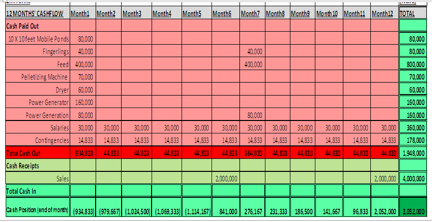 12 MONTHS' CASHFLOW Month1 Month2 Month3 Month4 Month5 Month6 Month7 Month8 Month9 Month10 Month11 Month12 TOTAL
Cash Paid Out
10 X 10 feet Mobile Ponds 80,000 80,000
Fingerlings 40,000 40,000 80,000
Feed 400,000 400,000 800,000
Pelletizing Machine 70,000 70,000
Dryer 60,000 60,000
Power Generator 160,000 160,000
Power Generation 80,000 80,000 160,000
Salaries 30,000 30,000 30,000 30,000 30,000 30,000 30,000 30,000 30,000 30,000 30,000 30,000 360,000
Contingencies 14,833 14,833 14,833 14,833 14,833 14,833 14,833 14,833 14,833 14,833 14,833 14,833 178,000
Total Cash Out 934,833 44,833 44,833 44,833 44,833 44,833 564,833 44,833 44,833 44,833 44,833 44,833 1,948,000
Cash Receipts
Sales 2,000,000 2,000,000 4,000,000
Total Cash In
Cash Position (end of month) (934,833) (979,667) (1,024,500) (1,069,333) (1,114,167) 841,000 276,167 231,333 186,500 141,667 96,833 2,052,000 2,052,000